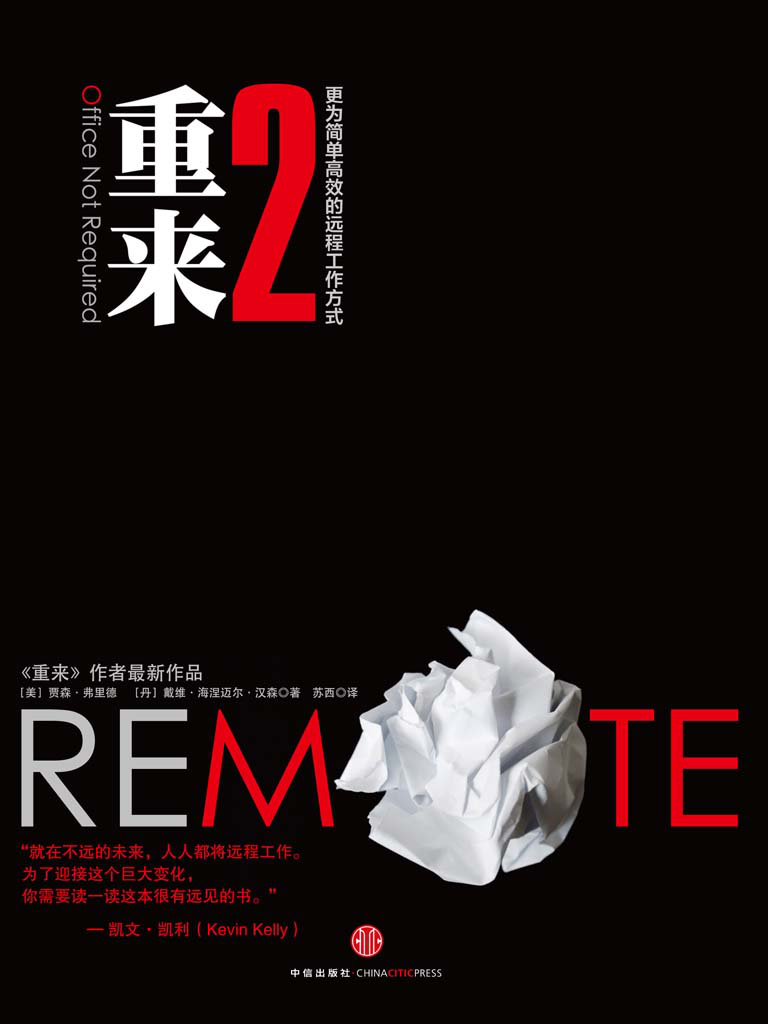 Office Not Required
重来2
更为简单高效的远程工作方式
《重来》作者最新作品
[美] 贾森·弗里德 [丹] 戴维·海涅迈尔·汉森◎著 苏西◎译
REM TE
“就在不远的未来，人人都将远程工作。
为了迎接这个巨大变化，
你需要读一读这本很有远见的书。”
— 凯文·凯利（Kevin Kelly）
中信出版社·CHINACITICPRESS